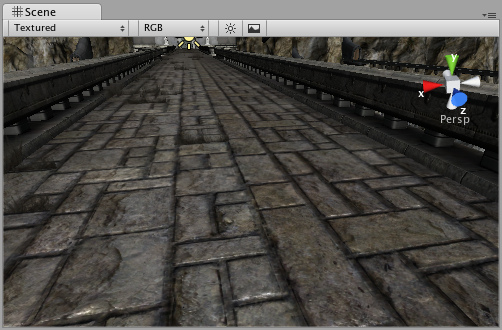 Scene
Textured RGB
y
x
z
Persp